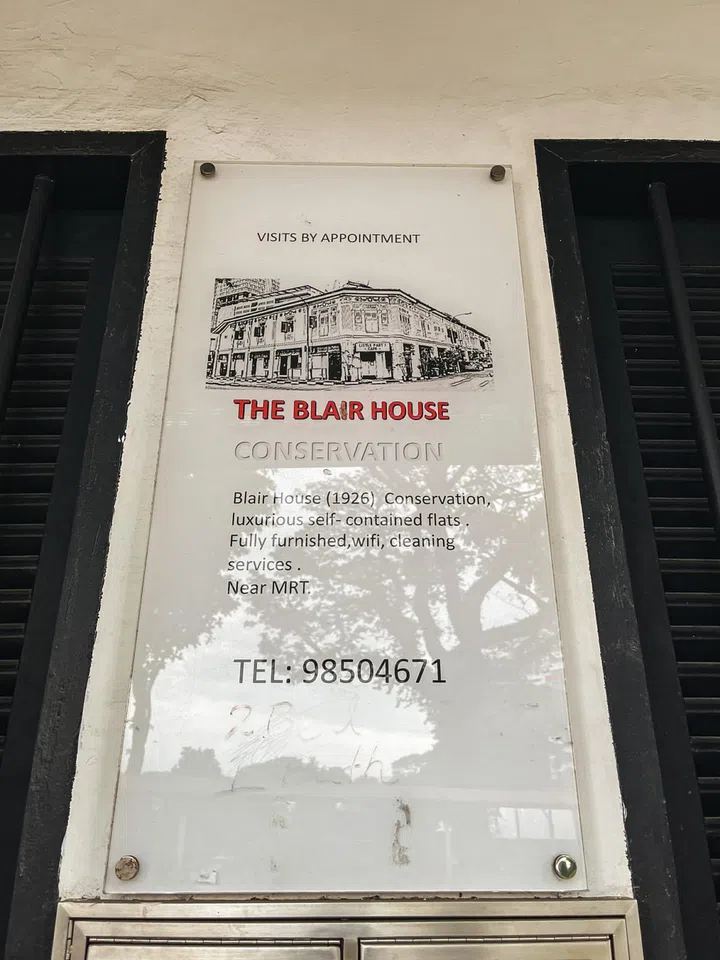 VISITS BY APPOINTMENT
THE BLAIR HOUSE
CONSERVATION
Blair House (1926) Conservation,
luxurious self- contained flats .
Fully furnished,wifi, cleaning
services .
Near MRT.
TEL: 98504671